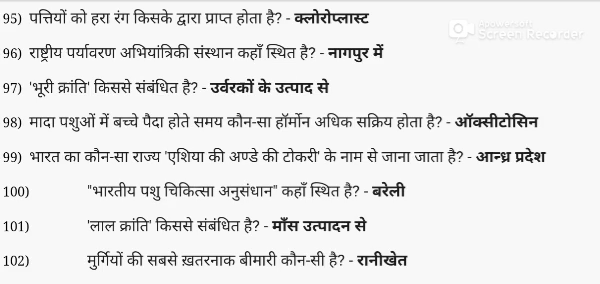 95) पत्तियों को हरा रंग किसके द्वारा प्राप्त होता है? - क्लोरोप्लास्ट
Apowersoft
Screen Recorder
96) राष्ट्रीय पर्यावरण अभियांत्रिकी संस्थान कहाँ स्थित है? - नागपुर में
97) 'भूरी क्रांति' किससे संबंधित है? - उर्वरकों के उत्पाद से
98) मादा पशुओं में बच्चे पैदा होते समय कौन-सा हॉर्मोन अधिक सक्रिय होता है? - ऑक्सीटोसिन
99) भारत का कौन-सा राज्य 'एशिया की अण्डे की टोकरी' के नाम से जाना जाता है? - आन्ध्र प्रदेश
100) "भारतीय पशु चिकित्सा अनुसंधान" कहाँ स्थित है? - बरेली
101) 'लाल क्रांति' किससे संबंधित है? - माँस उत्पादन से
102) मुर्गियों की सबसे ख़तरनाक बीमारी कौन-सी है? - रानीखेत